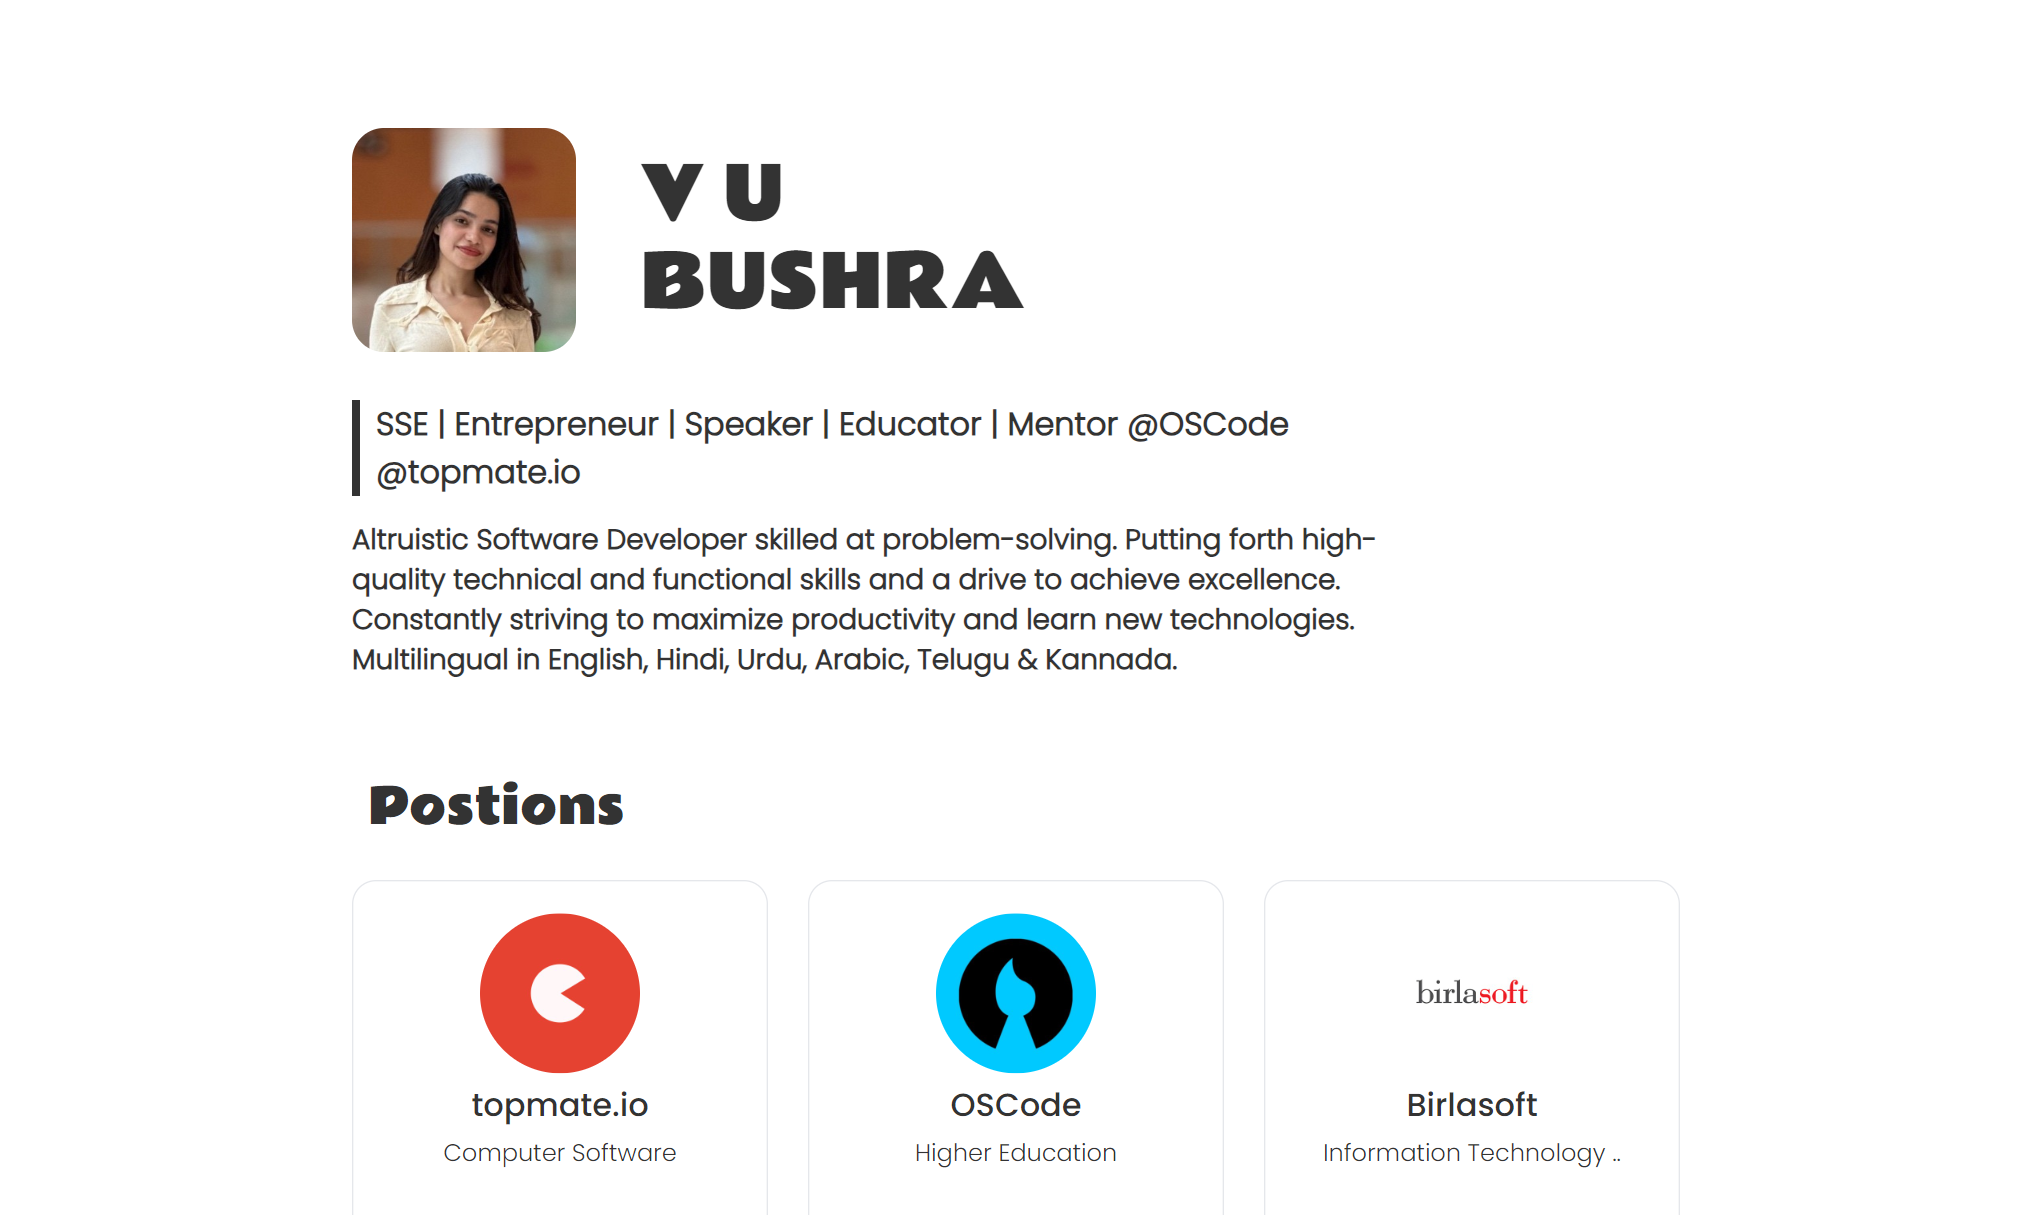 V U
BUSHRA
SSE | Entrepreneur | Speaker | Educator | Mentor @OSCode
@topmate.io
Altruistic Software Developer skilled at problem-solving. Putting forth high-
quality technical and functional skills and a drive to achieve excellence.
Constantly striving to maximize productivity and learn new technologies.
Multilingual in English, Hindi, Urdu, Arabic, Telugu & Kannada.
Postions
birlasoft
topmate.io
OSCode
Birlasoft
Computer Software
Higher Education
Information Technology ..